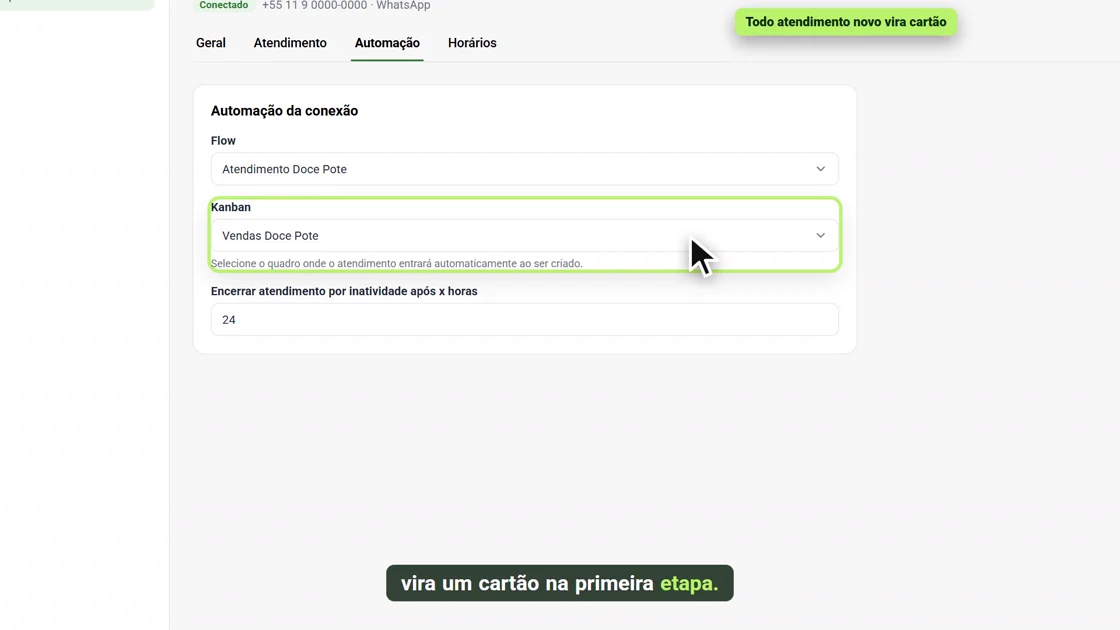 Conectado +55 11 9 0000-0000 · WhatsApp
Todo atendimento novo vira cartão
Geral Atendimento Automação Horários
Automação da conexão
Flow
Atendimento Doce Pote
Kanban
Vendas Doce Pote
Selecione o quadro onde o atendimento entrará automaticamente ao ser criado.
Encerrar atendimento por inatividade após x horas
24
vira um cartão na primeira etapa.